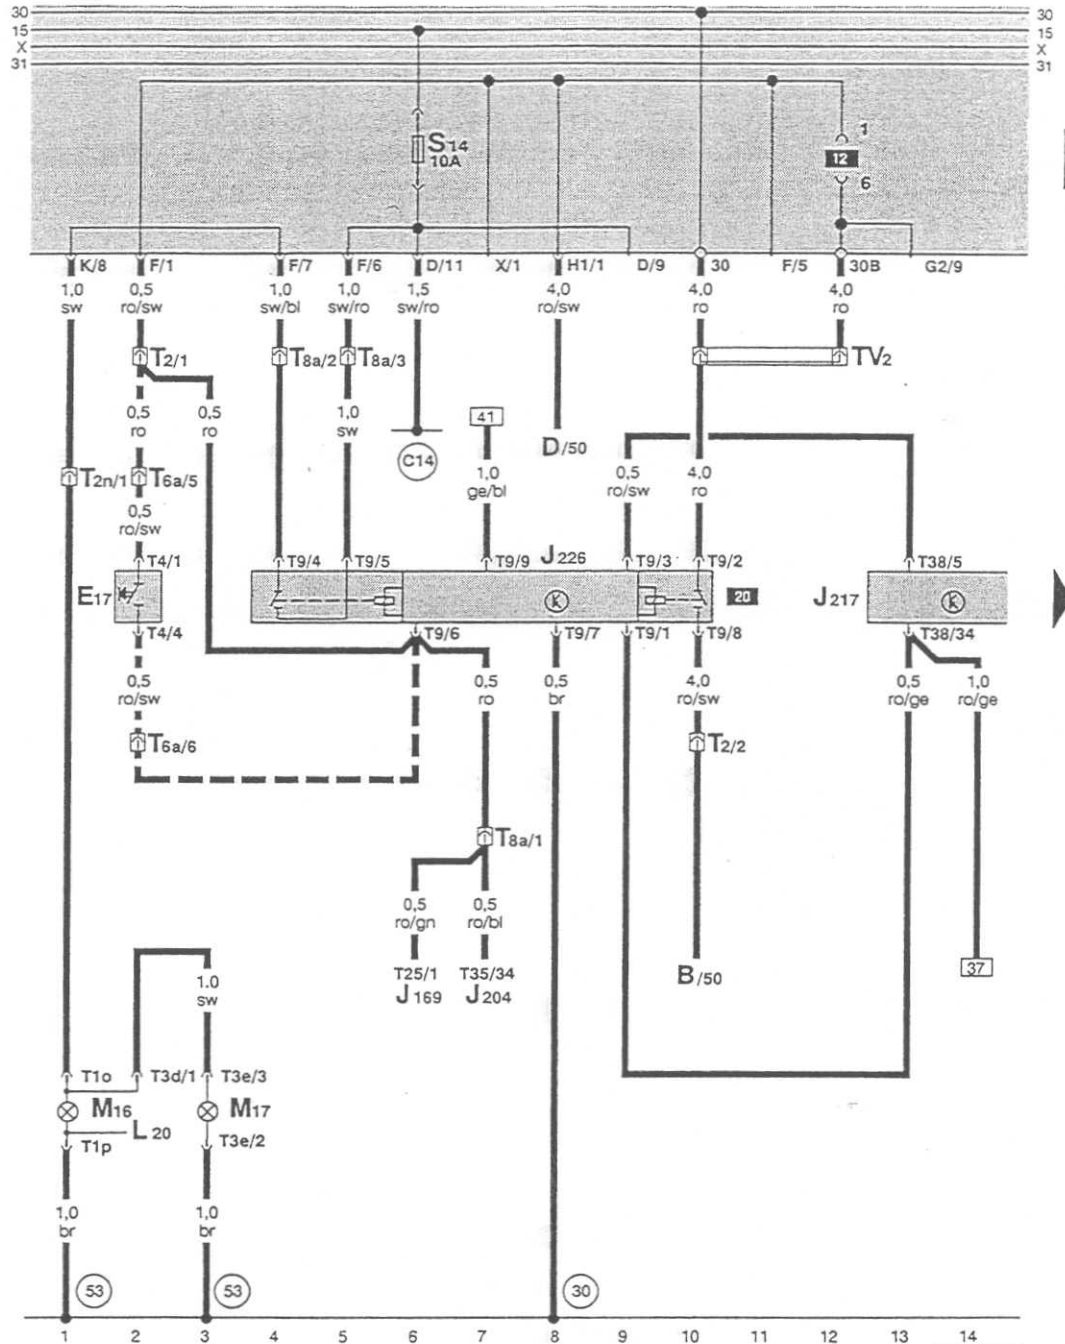 30 30
15 15
X X
31 31
S14
10A
1
12
6
K/8 F/1 F/7 F/6 D/11 X/1 H1/1 D/9 30 F/5 30B G2/9
1,0 0,5 1,0 1,0 1,5 4,0 4,0 4,0
sw ro/sw sw/bl sw/ro sw/ro ro/sw ro ro
T2/1 T8a/2 T8a/3 TV2
0,5 0,5 1,0 41
ro ro sw
C14 D/50
T2n/1 T6a/5 1,0 0,5 4,0
ge/bl ro/sw ro
0,5
ro/sw
T4/1 T9/4 T9/5 T9/9 J226 T9/3 T9/2 T38/5
E17 k 20 J217 k
T4/4 T9/6 T9/7 T9/1 T9/8 T38/34
0,5 0,5 0,5 4,0 0,5 1,0
ro/sw ro br ro/sw ro/ge ro/ge
T6a/6 T2/2
T8a/1
0,5 0,5
ro/gn ro/bl
T25/1 T35/34 B/50 37
J169 J204
1.0
sw
T1o T3d/1 T3e/3
M16 M17
L20
T1p T3e/2
1,0 1,0
br br
53 53 30
1 2 3 4 5 6 7 8 9 10 11 12 13 14